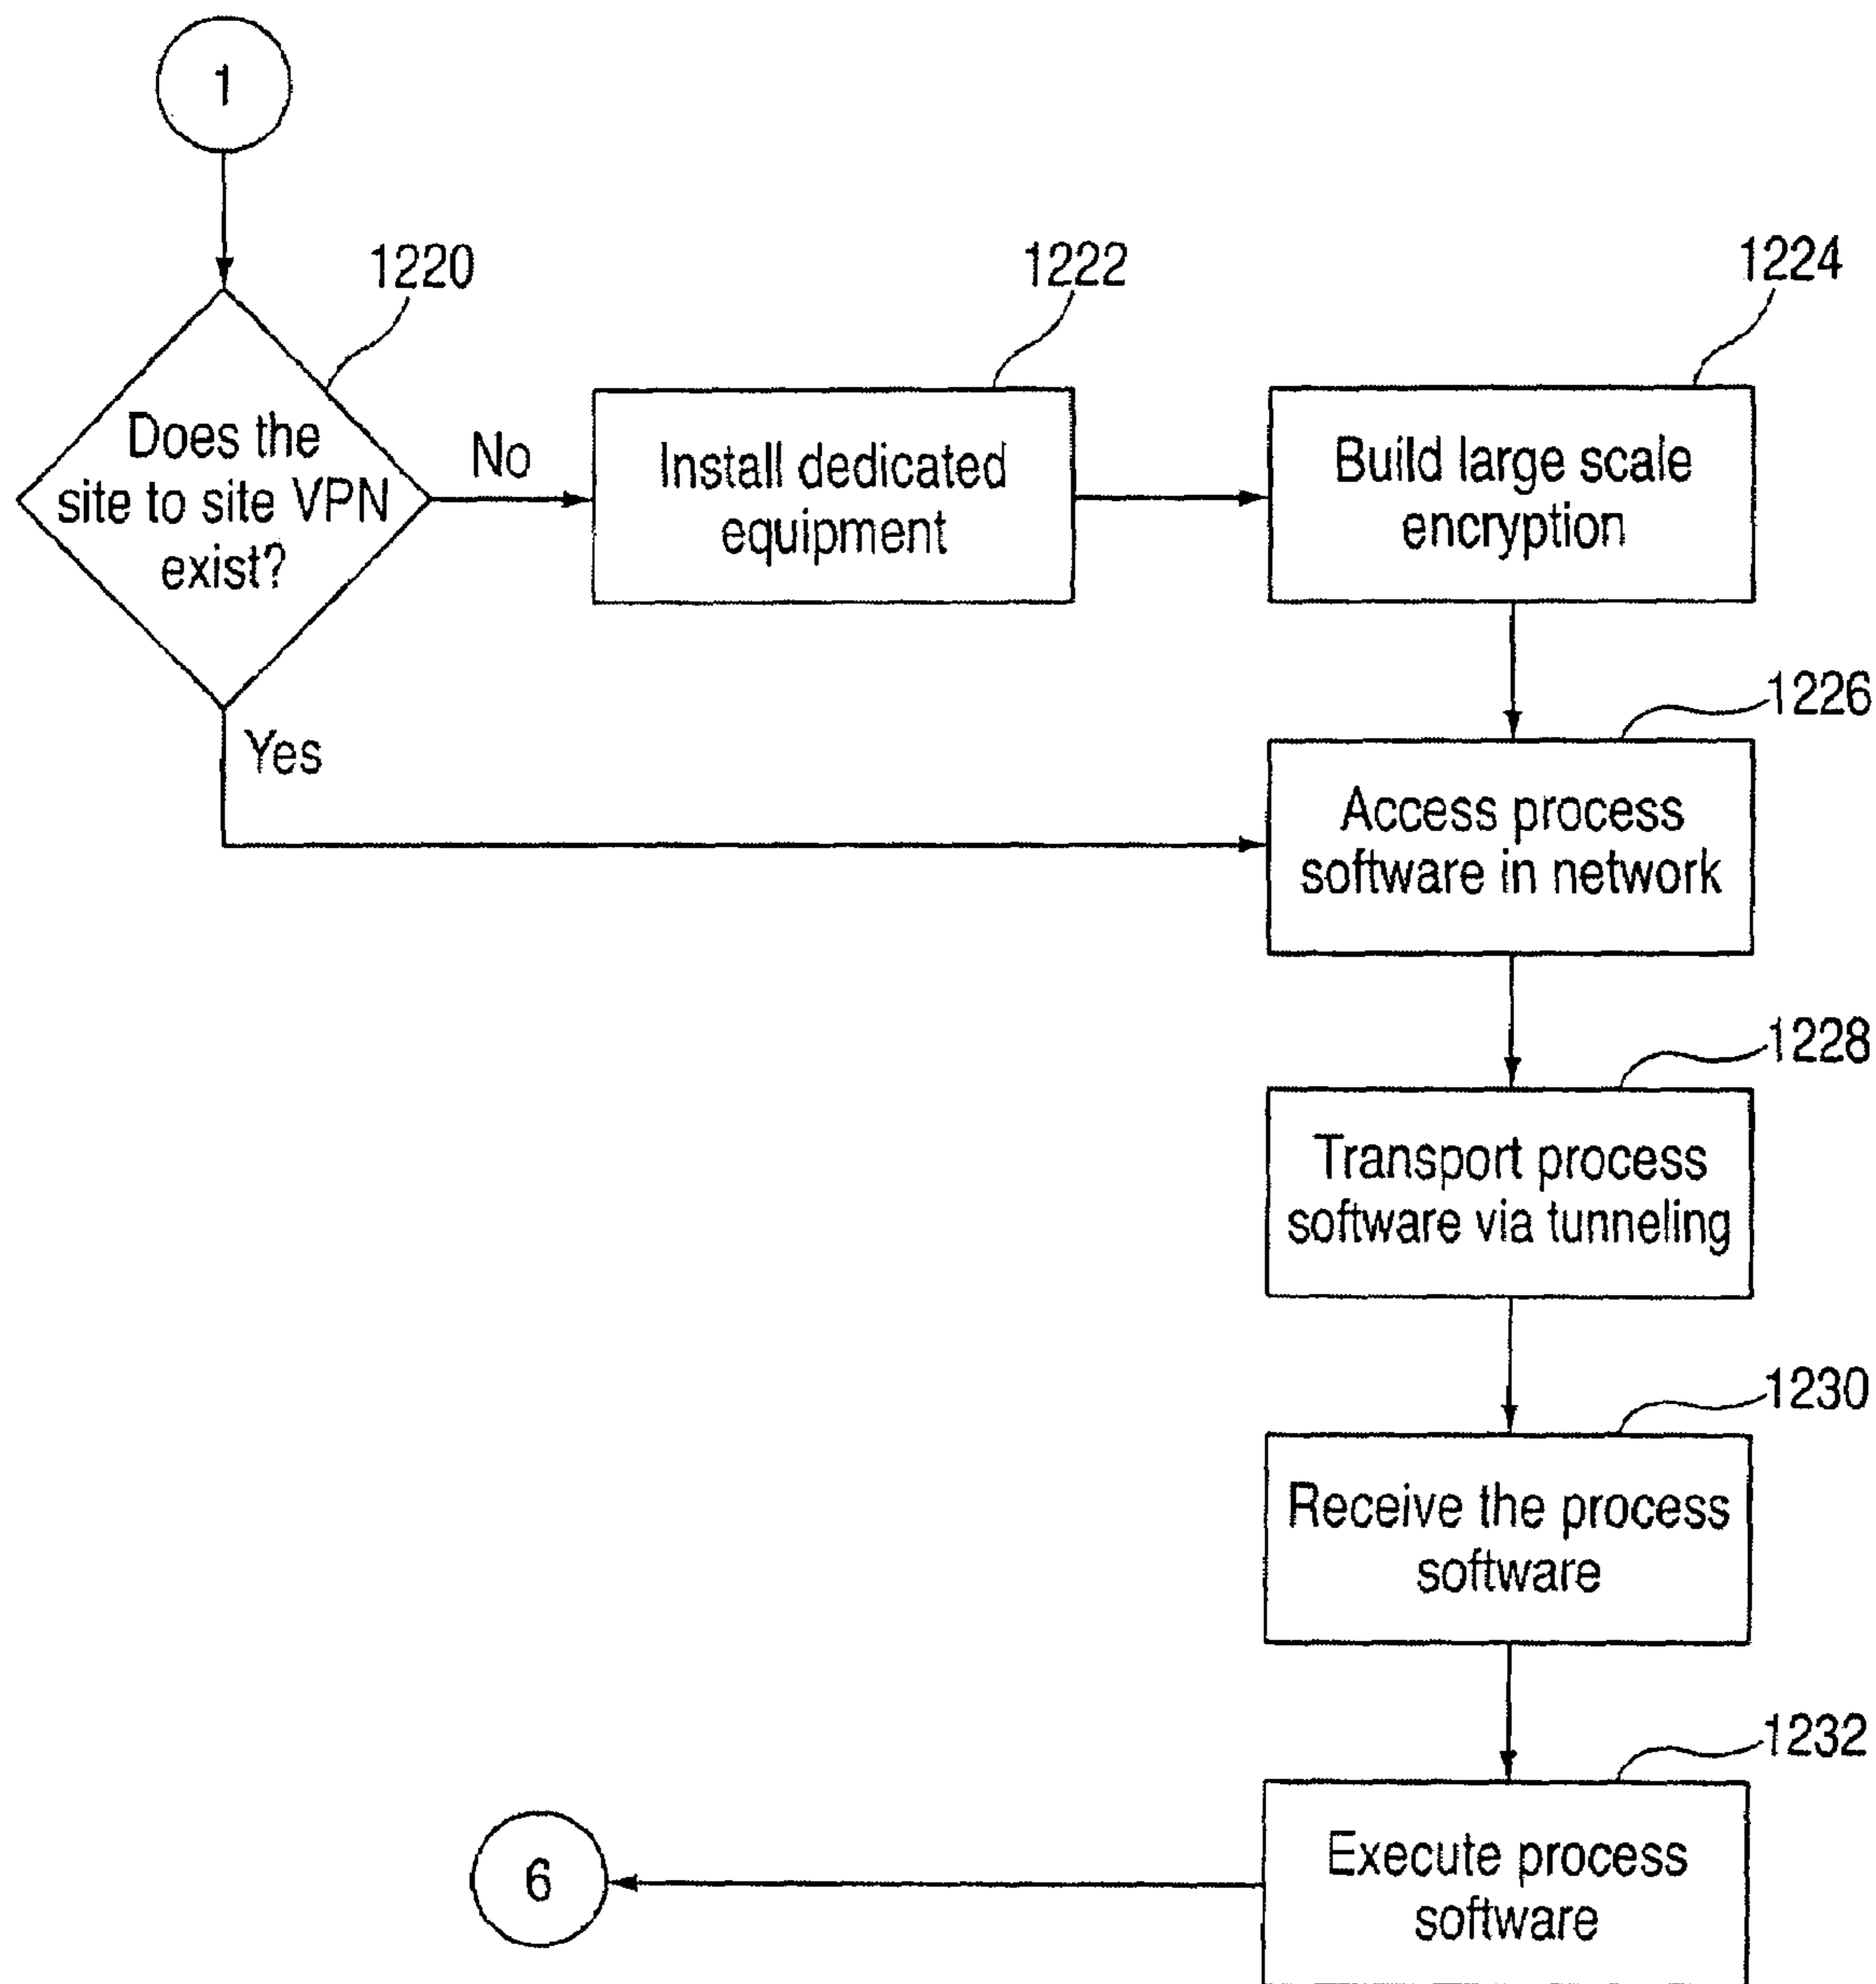 1
1220
1222
1224
Does the
site to site VPN
exist?
No
Install dedicated
equipment
Build large scale
encryption
Yes
1226
Access process
software in network
1228
Transport process
software via tunneling
1230
Receive the process
software
1232
Execute process
software
6